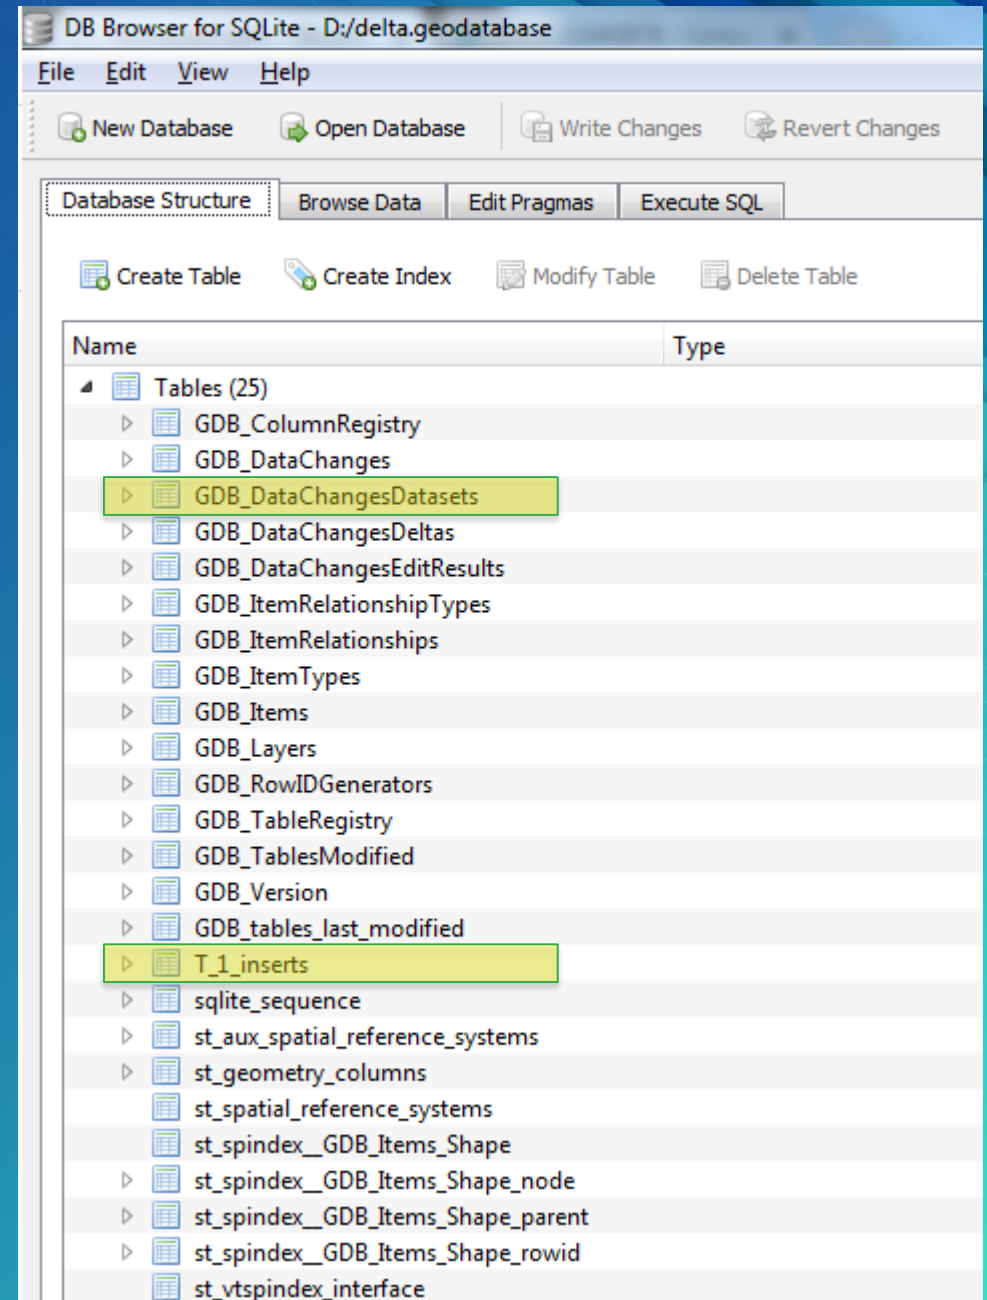 DB Browser for SQLite - D:/delta.geodatabase
File Edit View Help
New Database Open Database Write Changes Revert Changes
Database Structure Browse Data Edit Pragmas Execute SQL
Create Table Create Index Modify Table Delete Table
Name Type
Tables (25)
GDB_ColumnRegistry
GDB_DataChanges
GDB_DataChangesDatasets
GDB_DataChangesDeltas
GDB_DataChangesEditResults
GDB_ItemRelationshipTypes
GDB_ItemRelationships
GDB_ItemTypes
GDB_Items
GDB_Layers
GDB_RowIDGenerators
GDB_TableRegistry
GDB_TablesModified
GDB_Version
GDB_tables_last_modified
T_1_inserts
sqlite_sequence
st_aux_spatial_reference_systems
st_geometry_columns
st_spatial_reference_systems
st_spindex__GDB_Items_Shape
st_spindex__GDB_Items_Shape_node
st_spindex__GDB_Items_Shape_parent
st_spindex__GDB_Items_Shape_rowid
st_vtspindex_interface